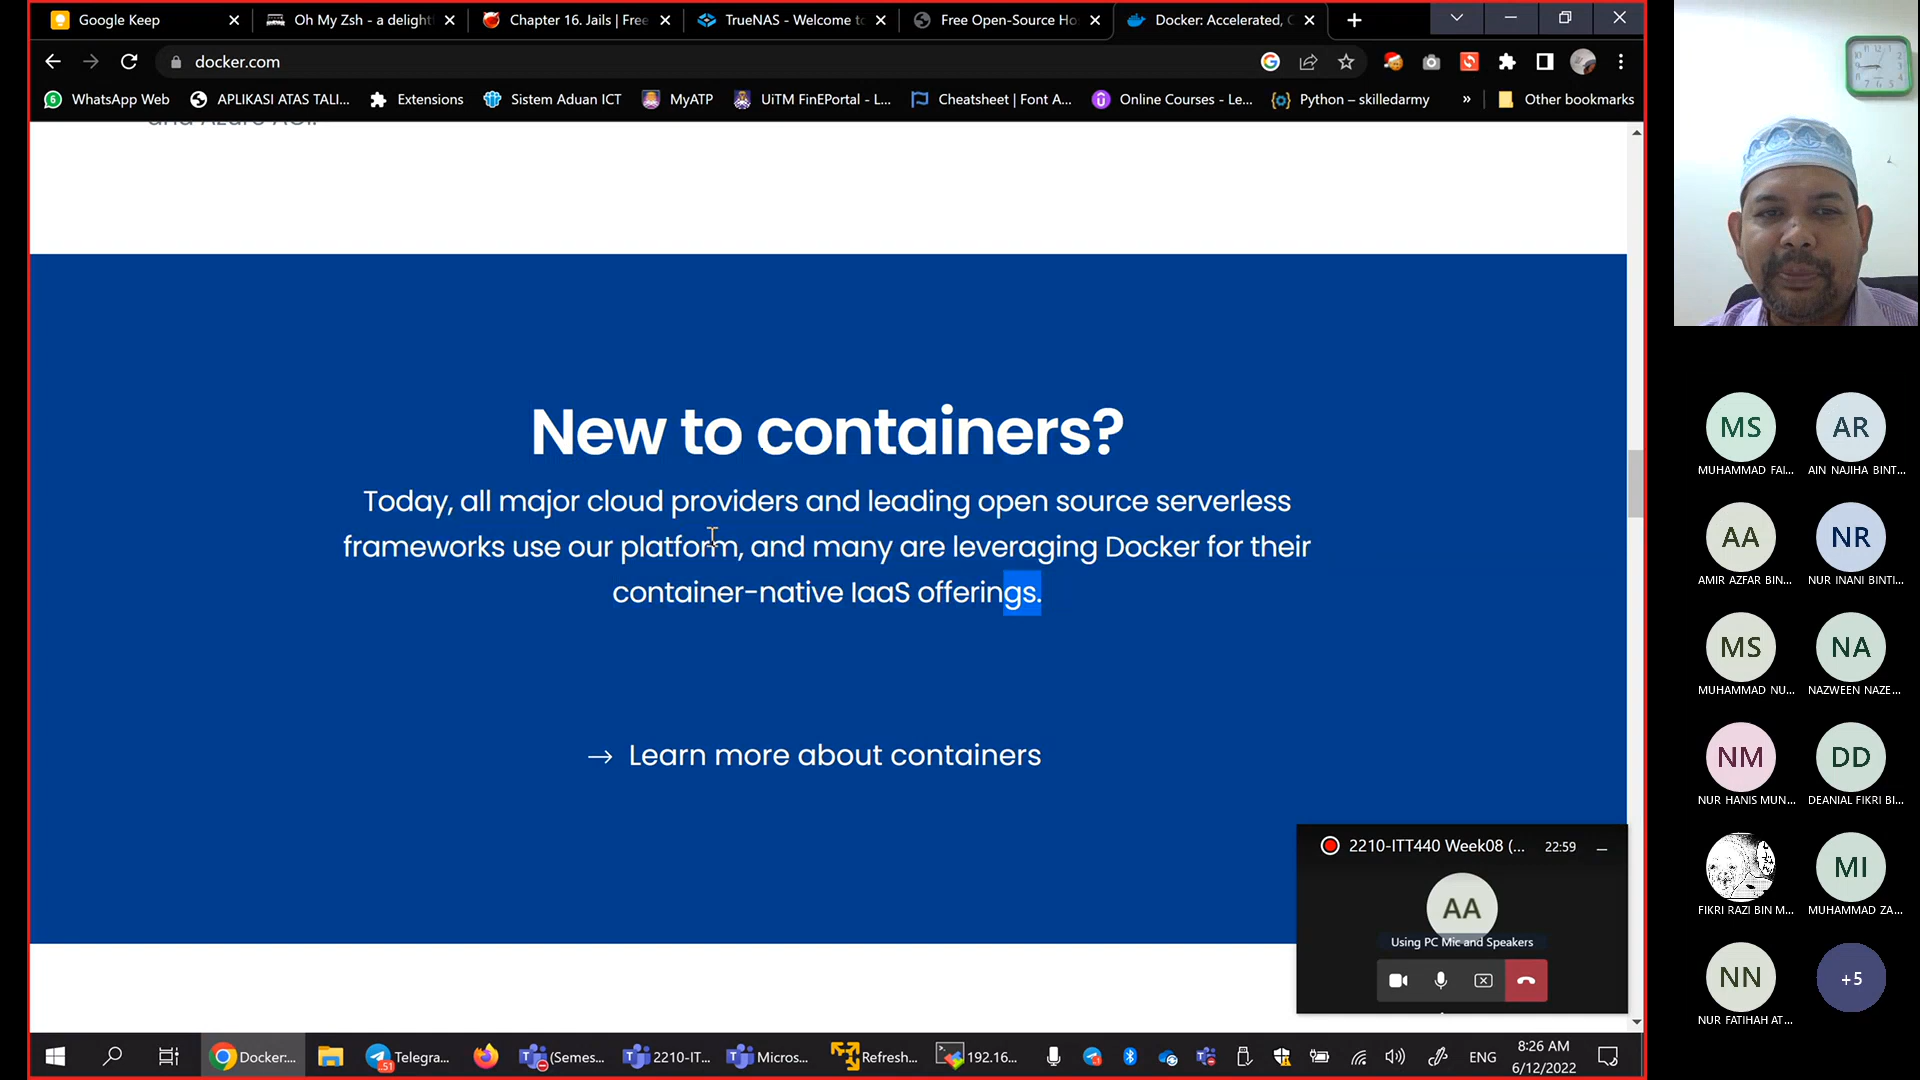 Google Keep
Oh My Zsh - a delight
Chapter 16. Jails | Free
TrueNAS - Welcome to
Free Open-Source Ho
Docker: Accelerated, C
docker.com
WhatsApp Web
APLIKASI ATAS TALI...
Extensions
Sistem Aduan ICT
MyATP
UiTM FinEPortal - L...
Cheatsheet | Font A...
Online Courses - Le...
Python – skilledarmy
»
Other bookmarks
and Azure ACI.
New to containers?
Today, all major cloud providers and leading open source serverless
frameworks use our platform, and many are leveraging Docker for their
container-native IaaS offerings.
→ Learn more about containers
2210-ITT440 Week08 (...
22:59
AA
Using PC Mic and Speakers
MS
MUHAMMAD FAI...
AR
AIN NAJIHA BINT...
AA
AMIR AZFAR BIN...
NR
NUR INANI BINTI...
MS
MUHAMMAD NU...
NA
NAZWEEN NAZE...
NM
NUR HANIS MUN...
DD
DEANIAL FIKRI BI...
FIKRI RAZI BIN M...
MI
MUHAMMAD ZA...
NN
NUR FATIHAH AT...
+5
Docker:...
Telegra...
(Semes...
2210-IT...
Micros...
Refresh...
192.16...
ENG
8:26 AM
6/12/2022